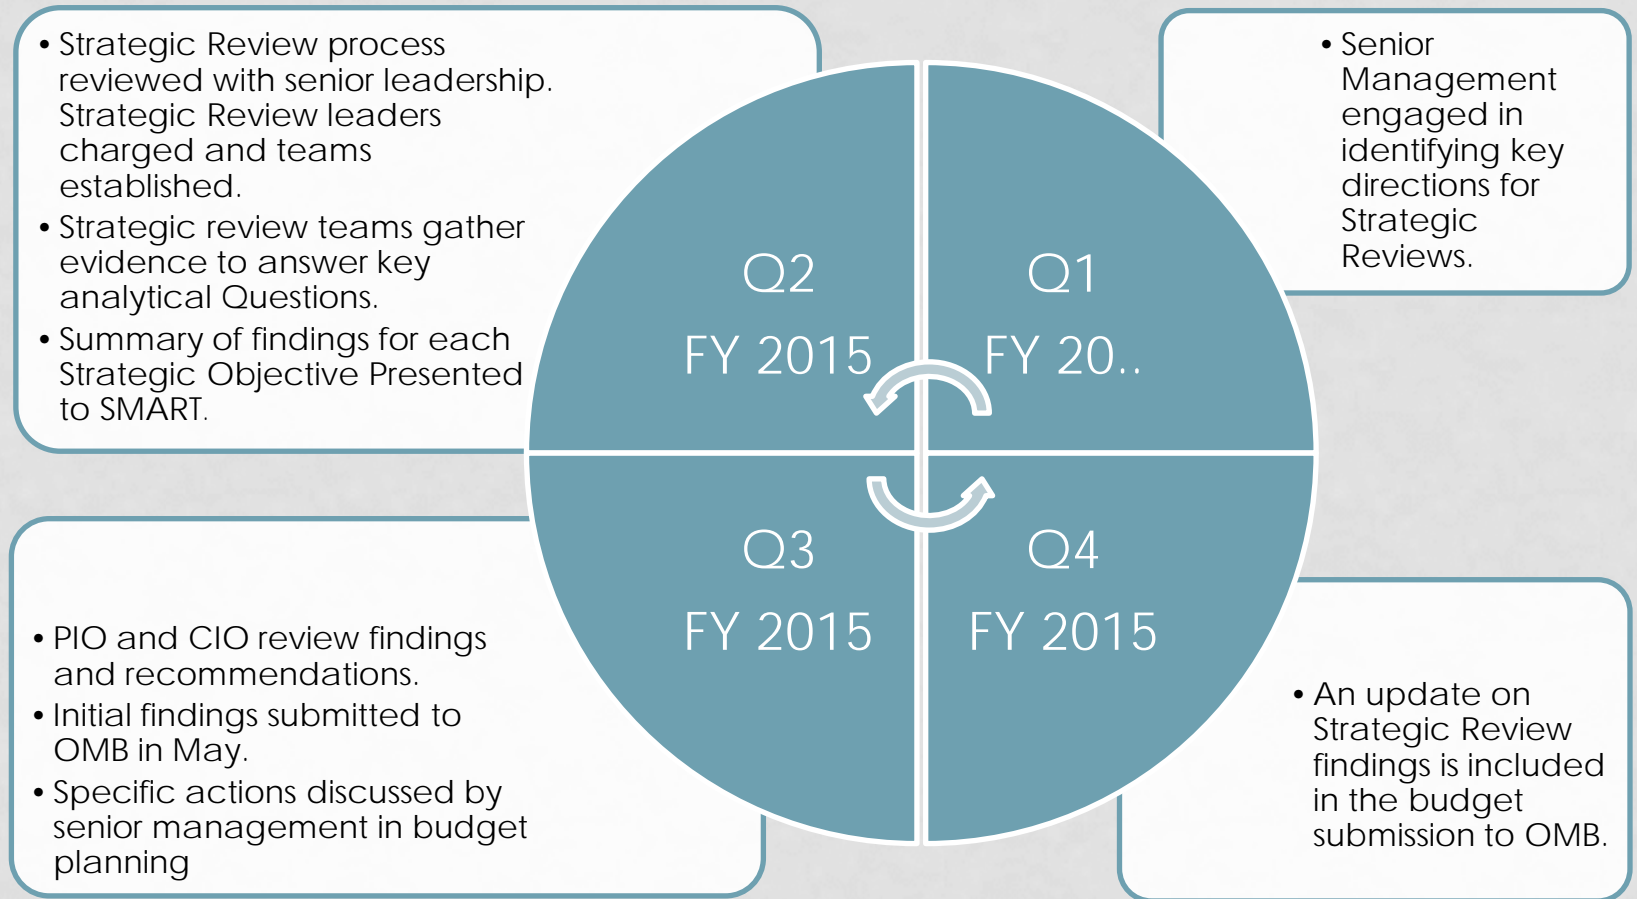 • Strategic Review process
reviewed with senior leadership.
Strategic Review leaders
charged and teams
established.
• Strategic review teams gather
evidence to answer key
analytical Questions.
• Summary of findings for each
Strategic Objective Presented
to SMART.
• Senior
Management
engaged in
identifying key
directions for
Strategic
Reviews.
Q2
FY 2015
Q1
FY 20..
Q3
FY 2015
Q4
FY 2015
• PIO and CIO review findings
and recommendations.
• Initial findings submitted to
OMB in May.
• Specific actions discussed by
senior management in budget
planning
• An update on
Strategic Review
findings is included
in the budget
submission to OMB.